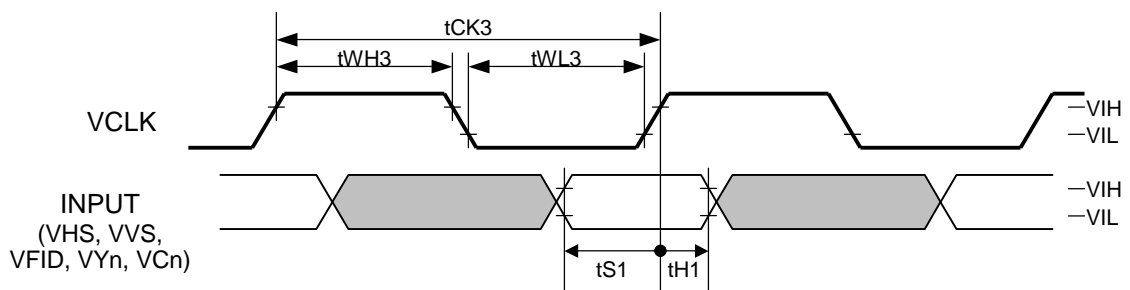 tCK3
tWH3
tWL3
VCLK
VIH
VIL
INPUT
(VHS, VVS,
VFID, VYn, VCn)
VIH
VIL
tS1
tH1